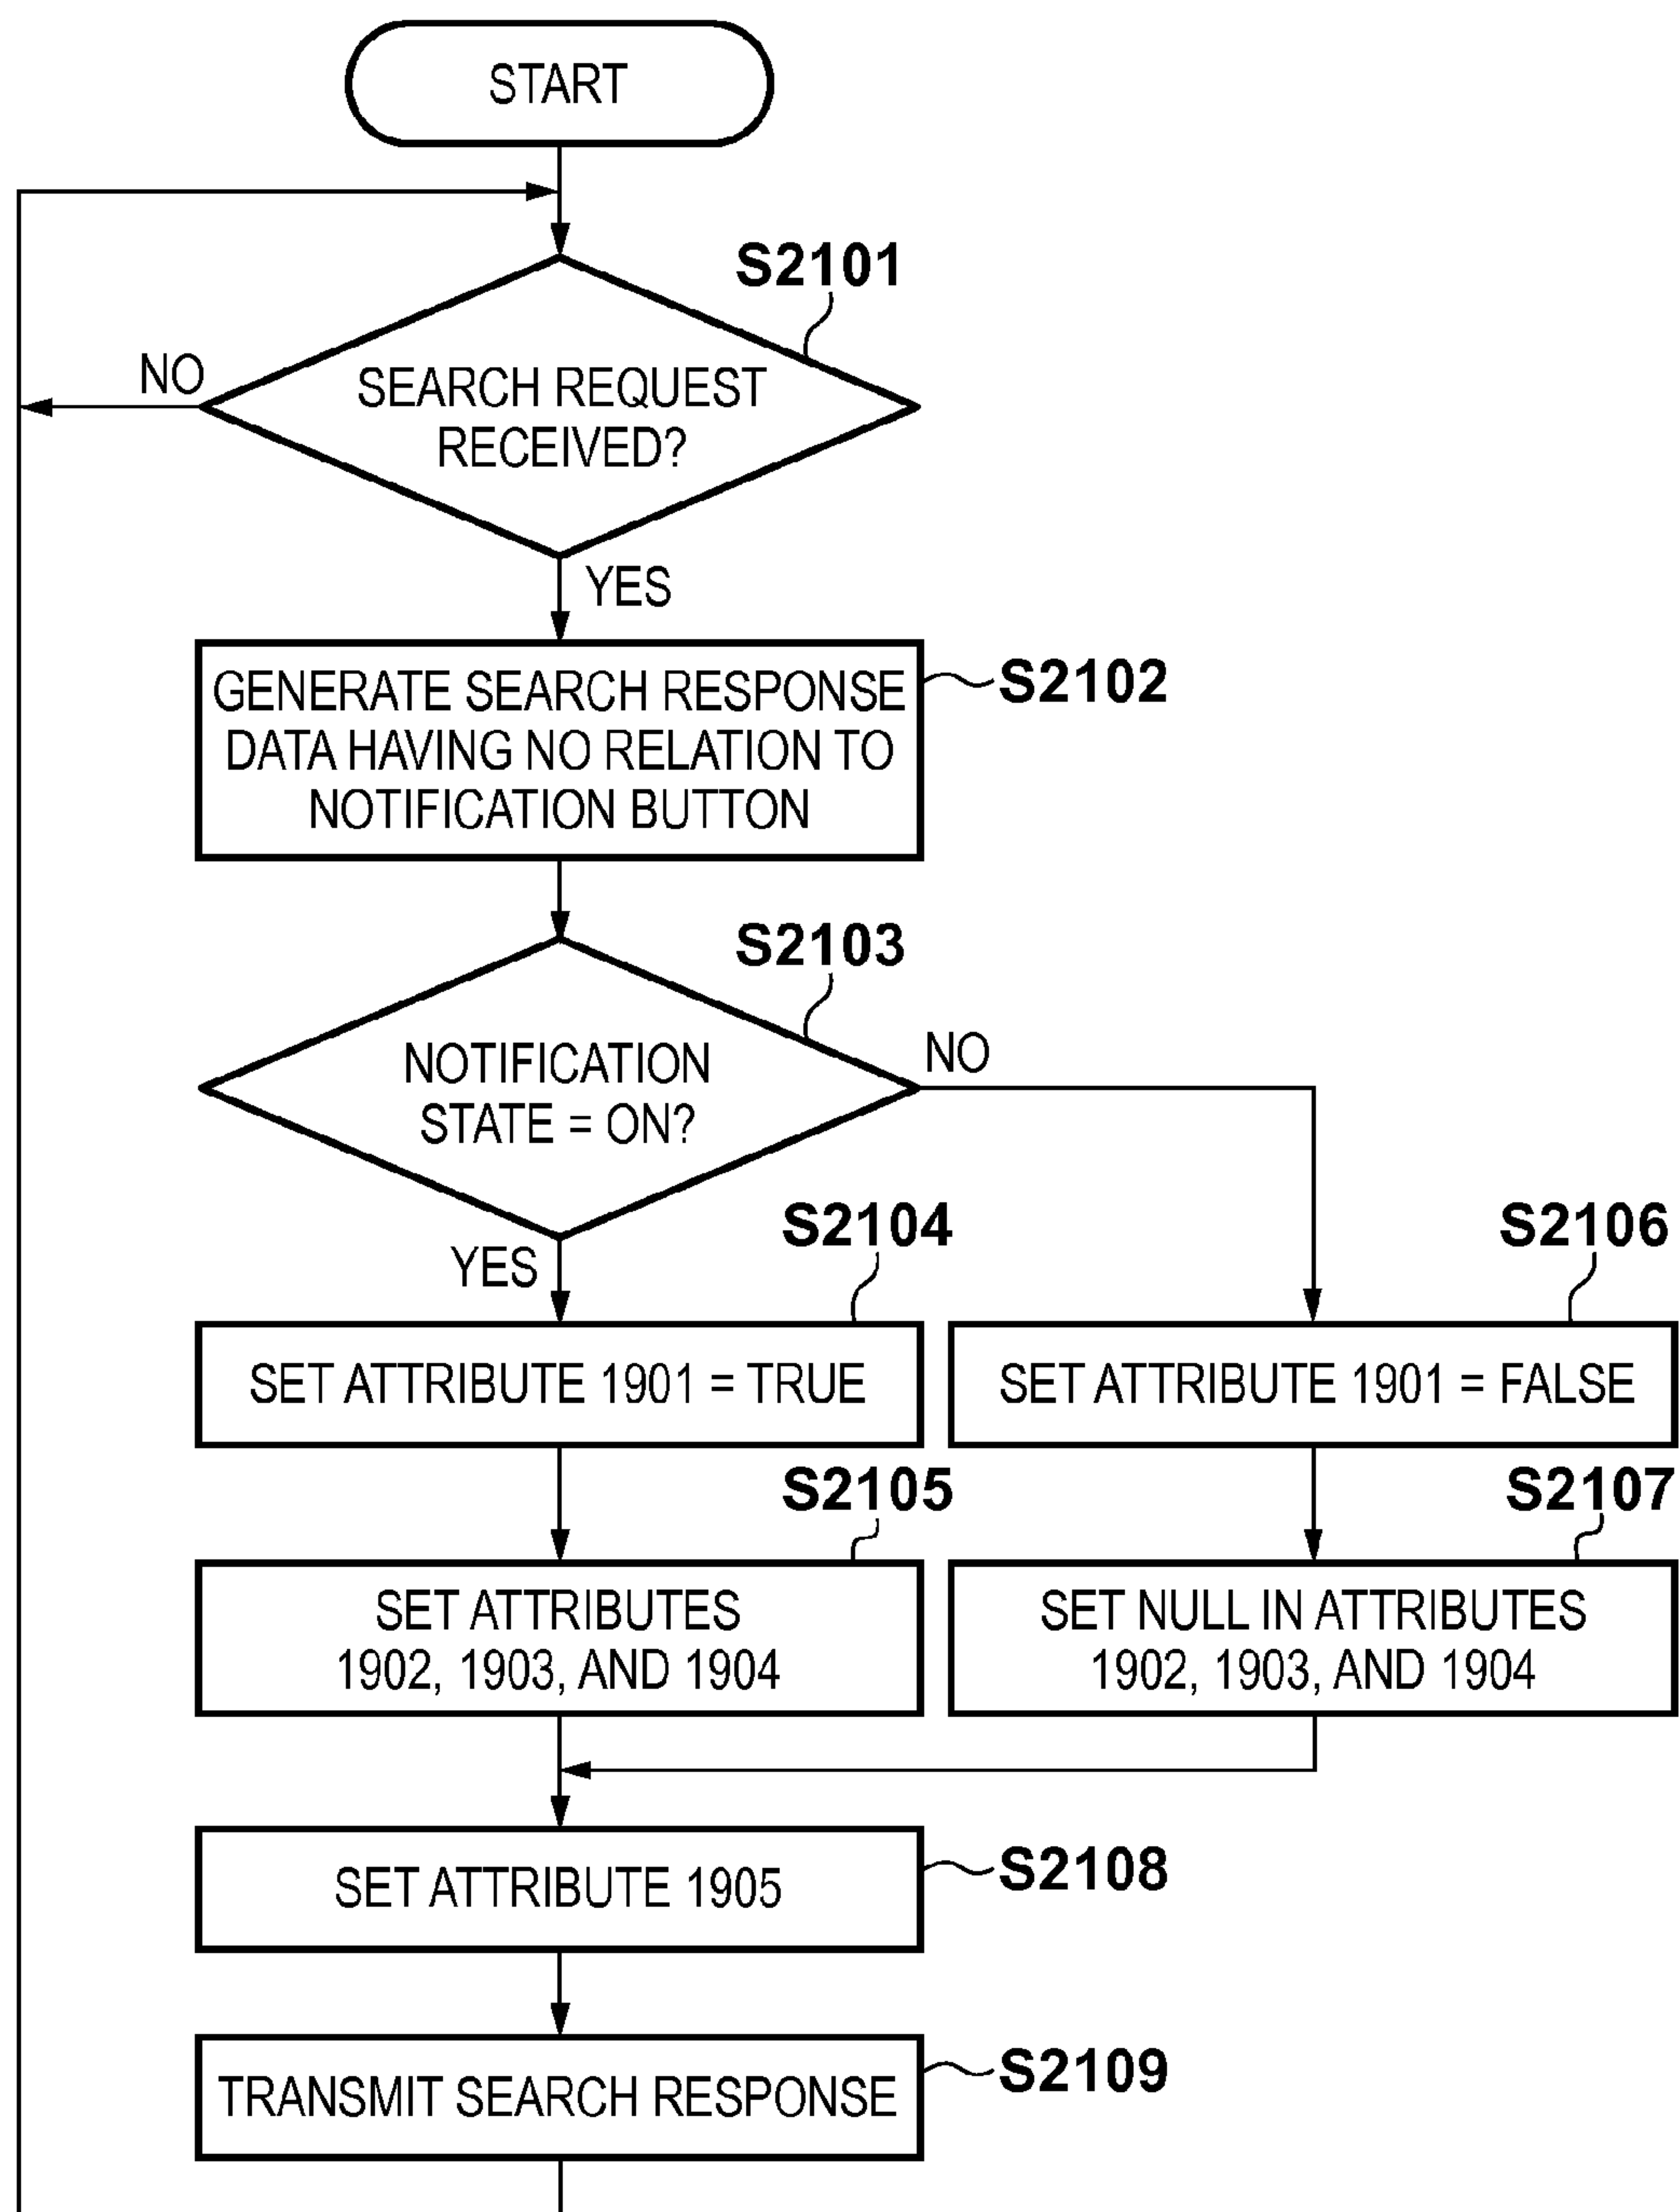 START
S2101
NO
SEARCH REQUEST
RECEIVED?
YES
GENERATE SEARCH RESPONSE
DATA HAVING NO RELATION TO
NOTIFICATION BUTTON
S2102
S2103
NOTIFICATION
STATE = ON?
NO
YES
S2104
S2106
SET ATTRIBUTE 1901 = TRUE
SET ATTRIBUTE 1901 = FALSE
S2105
S2107
SET ATTRIBUTES
1902, 1903, AND 1904
SET NULL IN ATTRIBUTES
1902, 1903, AND 1904
SET ATTRIBUTE 1905
S2108
TRANSMIT SEARCH RESPONSE
S2109